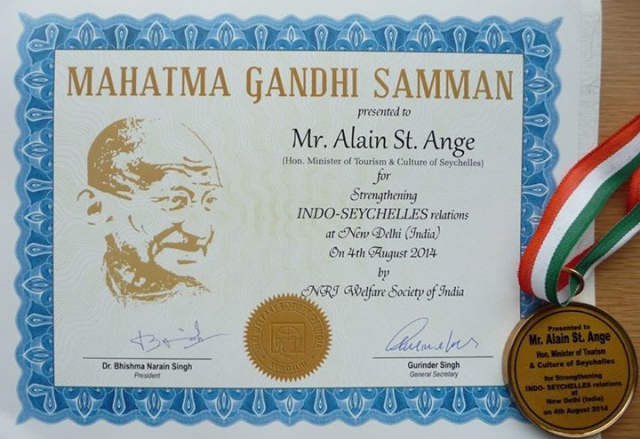 MAHATMA GANDHI SAMMAN
presented to
Mr. Alain St. Ange
(Hon. Minister of Tourism & Culture of Seychelles)
for
Strengthening
INDO-SEYCHELLES relations
at New Delhi (India)
On 4th August 2014
by
NRI Welfare Society of India
Dr. Bhishma Narain Singh
President
Gurinder Singh
General Secretary
Presented to
Mr. Alain St. Ange
Hon. Minister of Tourism
& Culture of Seychelles
for Strengthening
INDO- SEYCHELLES relations
at
New Delhi (India)
on 4th August 2014